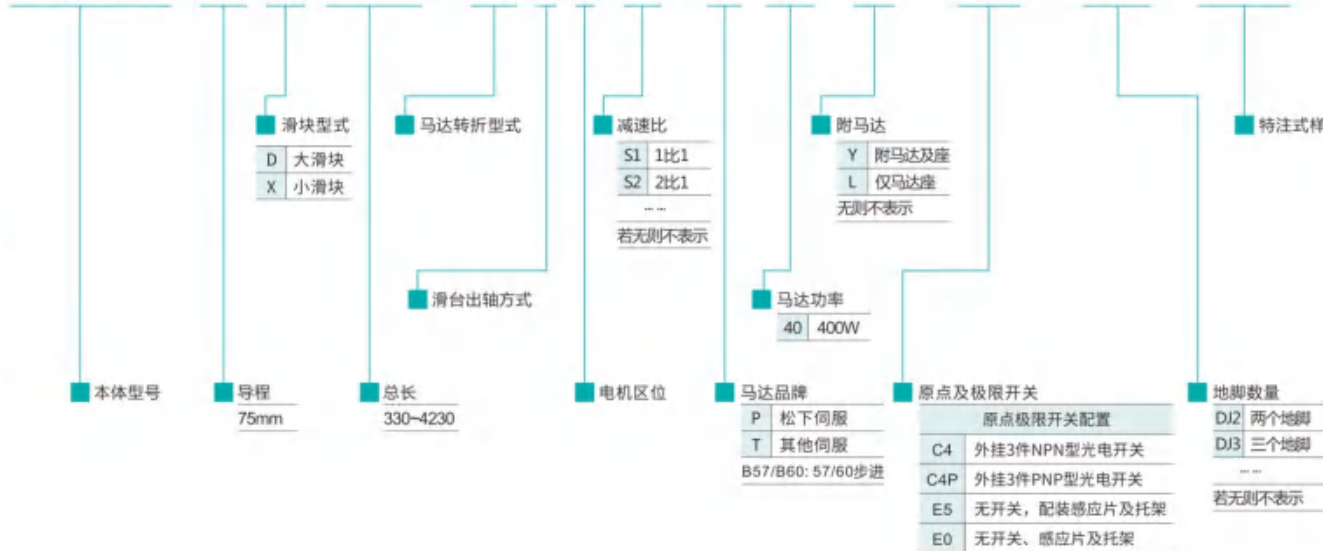 滑块型式
D 大滑块
X 小滑块
马达转折型式
减速比
S1 1比1
S2 2比1
... ...
若无则不表示
附马达
Y 附马达及座
L 仅马达座
无则不表示
特注式样
滑台出轴方式
马达功率
40 400W
本体型号
导程
75mm
总长
330~4230
电机区位
马达品牌
P 松下伺服
T 其他伺服
B57/B60: 57/60步进
原点及极限开关
原点极限开关配置
C4 外挂3件NPN型光电开关
C4P 外挂3件PNP型光电开关
E5 无开关，配装感应片及托架
E0 无开关、感应片及托架
地脚数量
DJ2 两个地脚
DJ3 三个地脚
... ...
若无则不表示